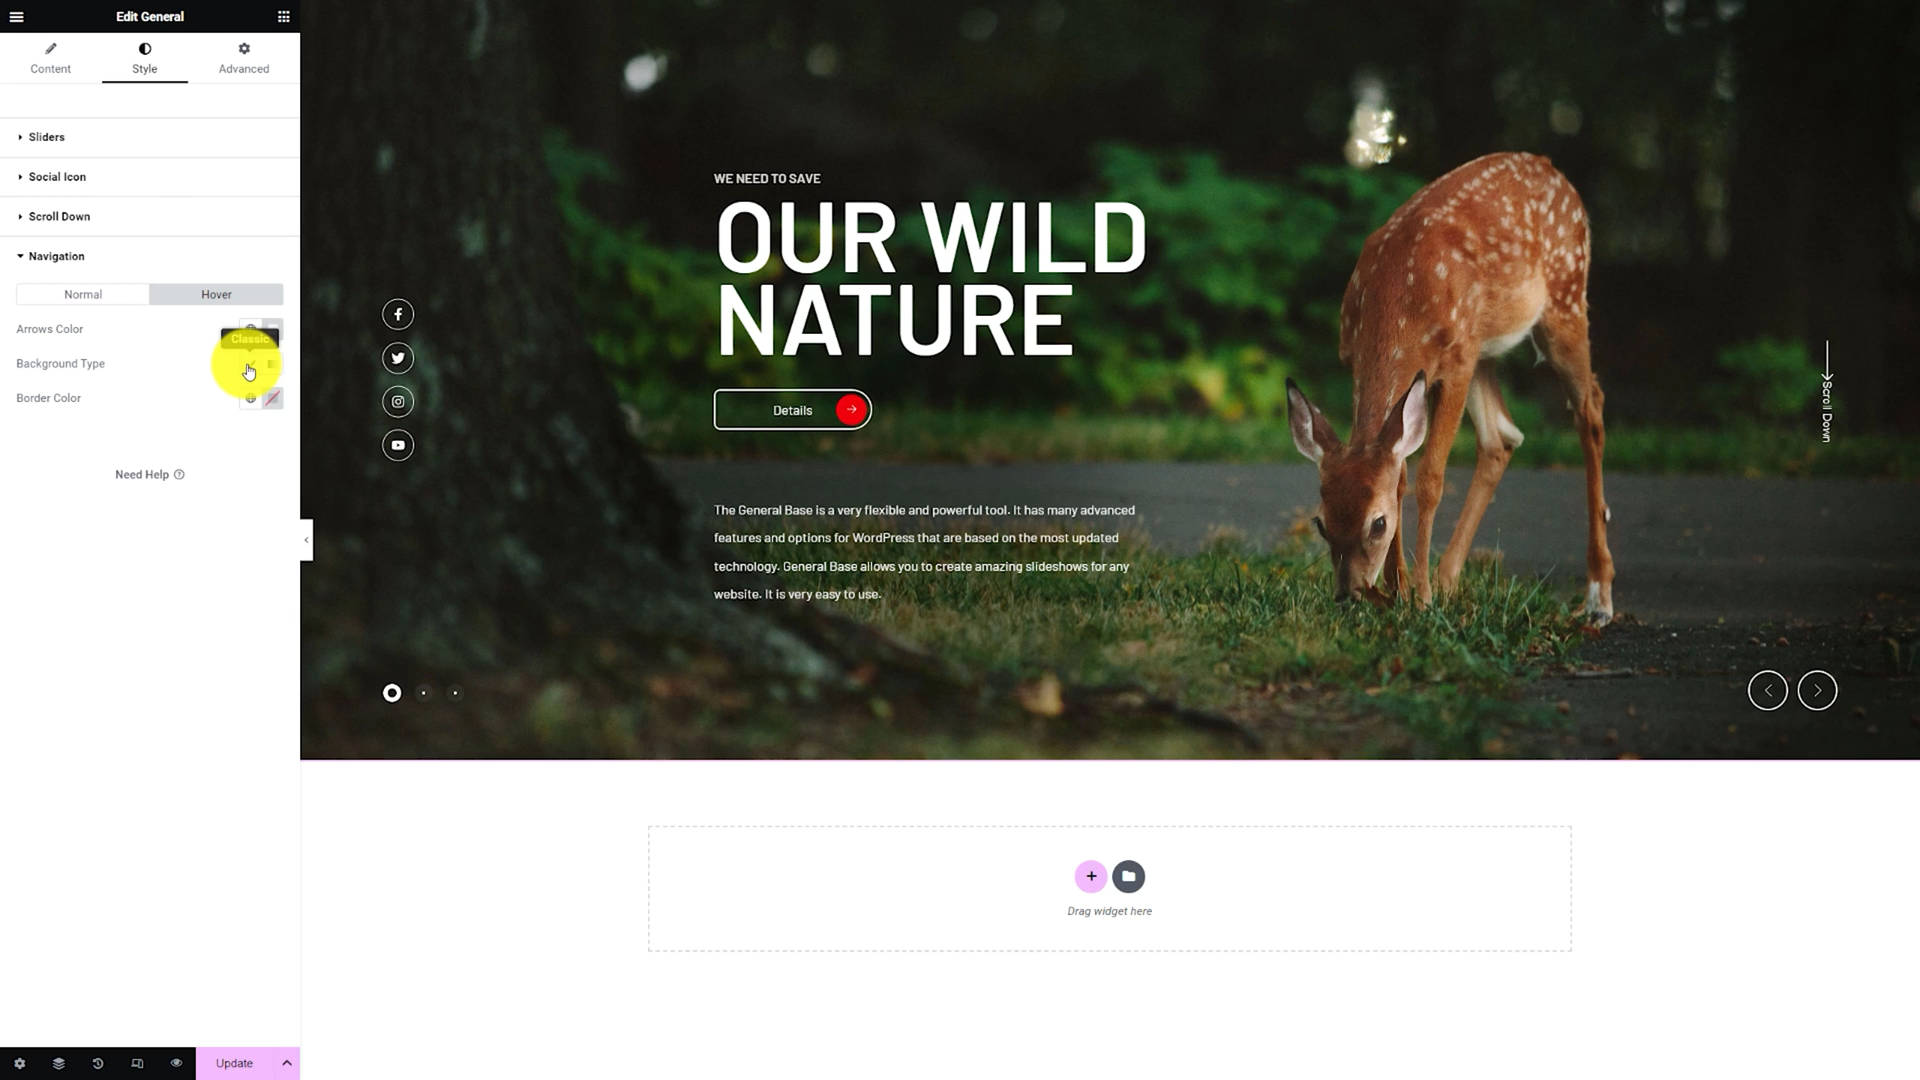 Edit General
Content
Style
Advanced
Sliders
Social Icon
Scroll Down
Navigation
Normal
Hover
Arrows Color
Classic
Background Type
Border Color
Need Help
Update
WE NEED TO SAVE
OUR WILD
NATURE
Details
The General Base is a very flexible and powerful tool. It has many advanced
features and options for WordPress that are based on the most updated
technology. General Base allows you to create amazing slideshows for any
website. It is very easy to use.
Scroll Down
Drag widget here